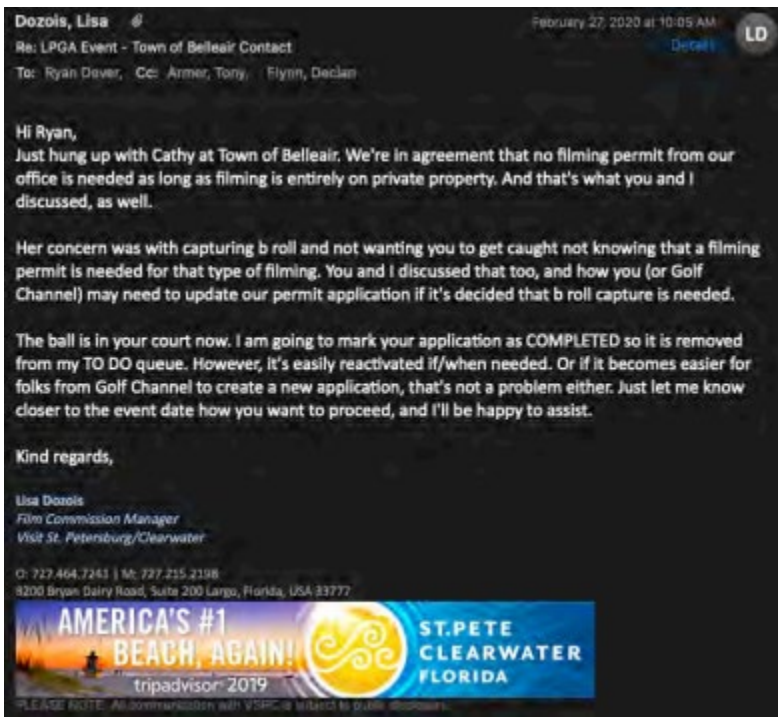 Dozois, Lisa
February 27, 2020 at 10:05 AM
LD
Re: LPGA Event - Town of Belleair Contact
Detail
To: Ryan Dever, Cc: Armer, Tony, Flynn, Declan
Hi Ryan,
Just hung up with Cathy at Town of Belleair. We're in agreement that no filming permit from our
office is needed as long as filming is entirely on private property. And that's what you and I
discussed, as well.
Her concern was with capturing b roll and not wanting you to get caught not knowing that a filming
permit is needed for that type of filming. You and I discussed that too, and how you (or Golf
Channel) may need to update our permit application if it's decided that b roll capture is needed.
The ball is in your court now. I am going to mark your application as COMPLETED so it is removed
from my TO DO queue. However, it's easily reactivated if/when needed. Or if it becomes easier for
folks from Golf Channel to create a new application, that's not a problem either. Just let me know
closer to the event date how you want to proceed, and I'll be happy to assist.
Kind regards,
Lisa Dozois
Film Commission Manager
Visit St. Petersburg/Clearwater
O: 727.464.7241 | M: 727.215.2198
8200 Bryan Dairy Road, Suite 200 Largo, Florida, USA 33777
AMERICA'S #1
BEACH, AGAIN!
tripadvisor 2019
ST.PETE
CLEARWATER
FLORIDA
PLEASE NOTE: All communication with VSPC is subject to public disclosure.